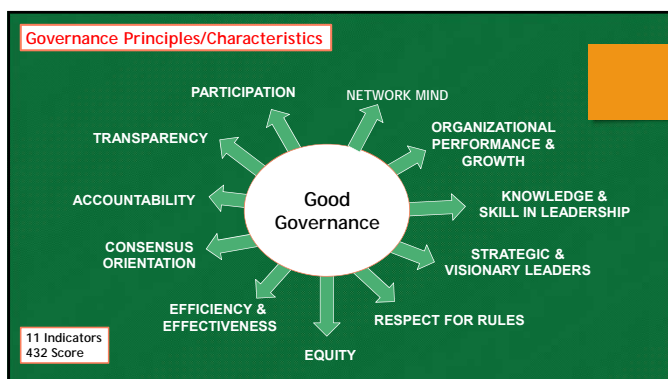 Governance Principles/Characteristics
PARTICIPATION
NETWORK MIND
TRANSPARENCY
ORGANIZATIONAL
PERFORMANCE &
GROWTH
ACCOUNTABILITY
Good
Governance
KNOWLEDGE &
SKILL IN LEADERSHIP
CONSENSUS
ORIENTATION
STRATEGIC &
VISIONARY LEADERS
EFFICIENCY &
EFFECTIVENESS
RESPECT FOR RULES
EQUITY
11 Indicators
432 Score